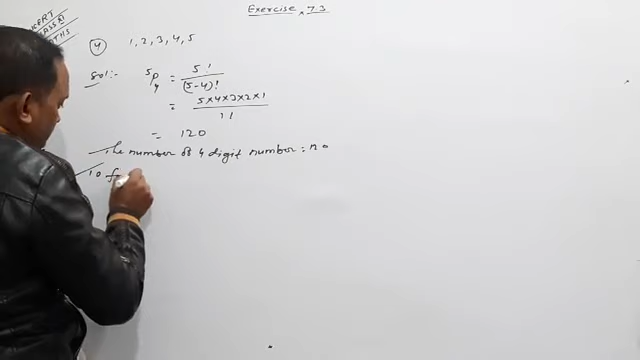 Exercise 7.3
NCERT
CLASS XI
MATHS
4 1, 2, 3, 4, 5
Sol:- ⁵P₄ = 5! / (5-4)!
= 5×4×3×2×1 / 1!
= 120
The number of 4 digit number = 120
To f